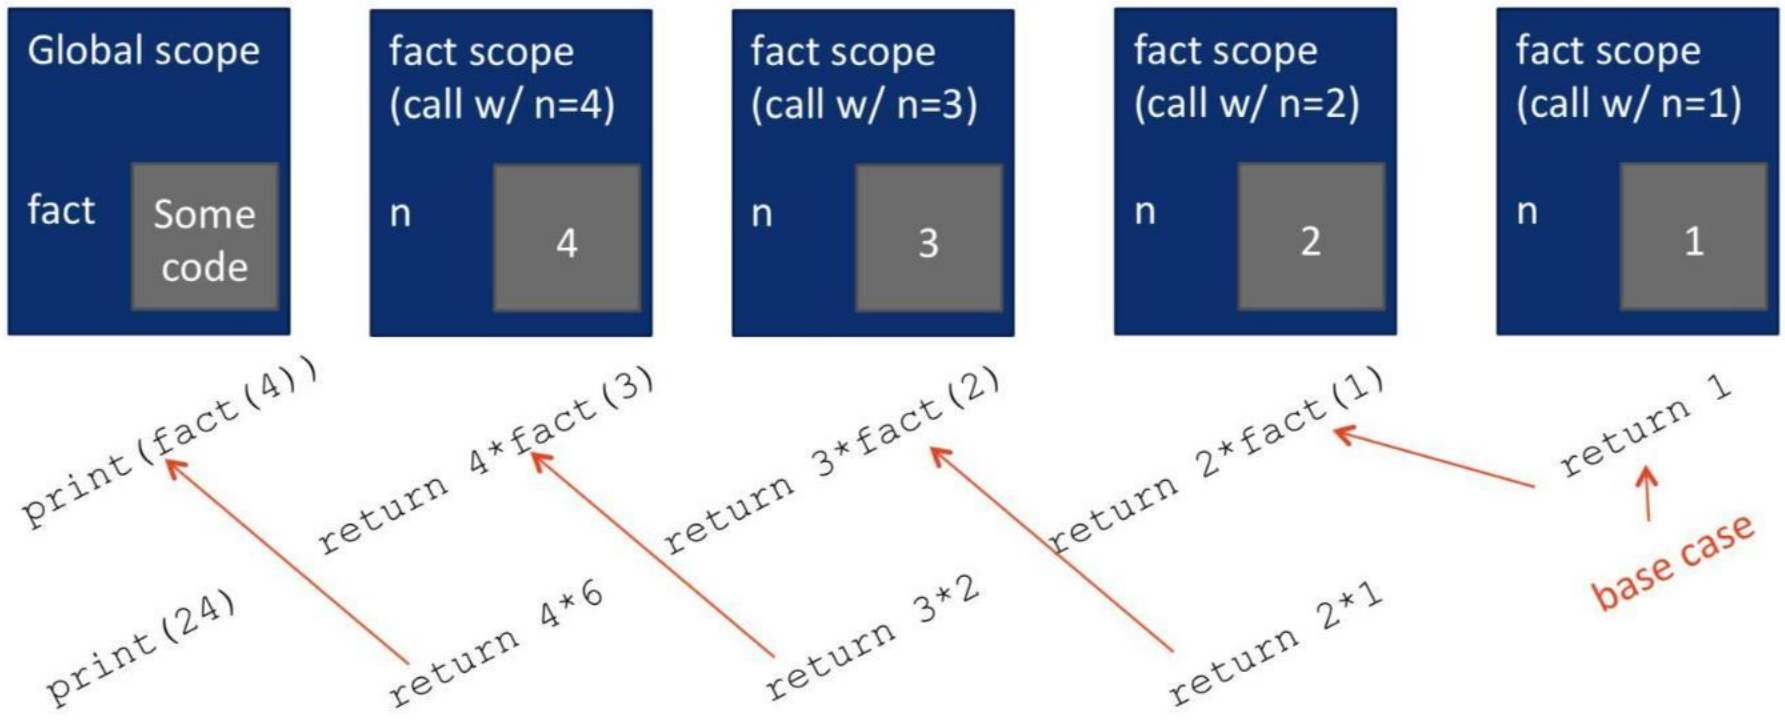 Global scope
fact
Some
code
fact scope
(call w/ n=4)
n
4
fact scope
(call w/ n=3)
n
3
fact scope
(call w/ n=2)
n
2
fact scope
(call w/ n=1)
n
1
print(fact(4))
return 4*fact(3)
return 3*fact(2)
return 2*fact(1)
return 1
base case
print(24)
return 4*6
return 3*2
return 2*1